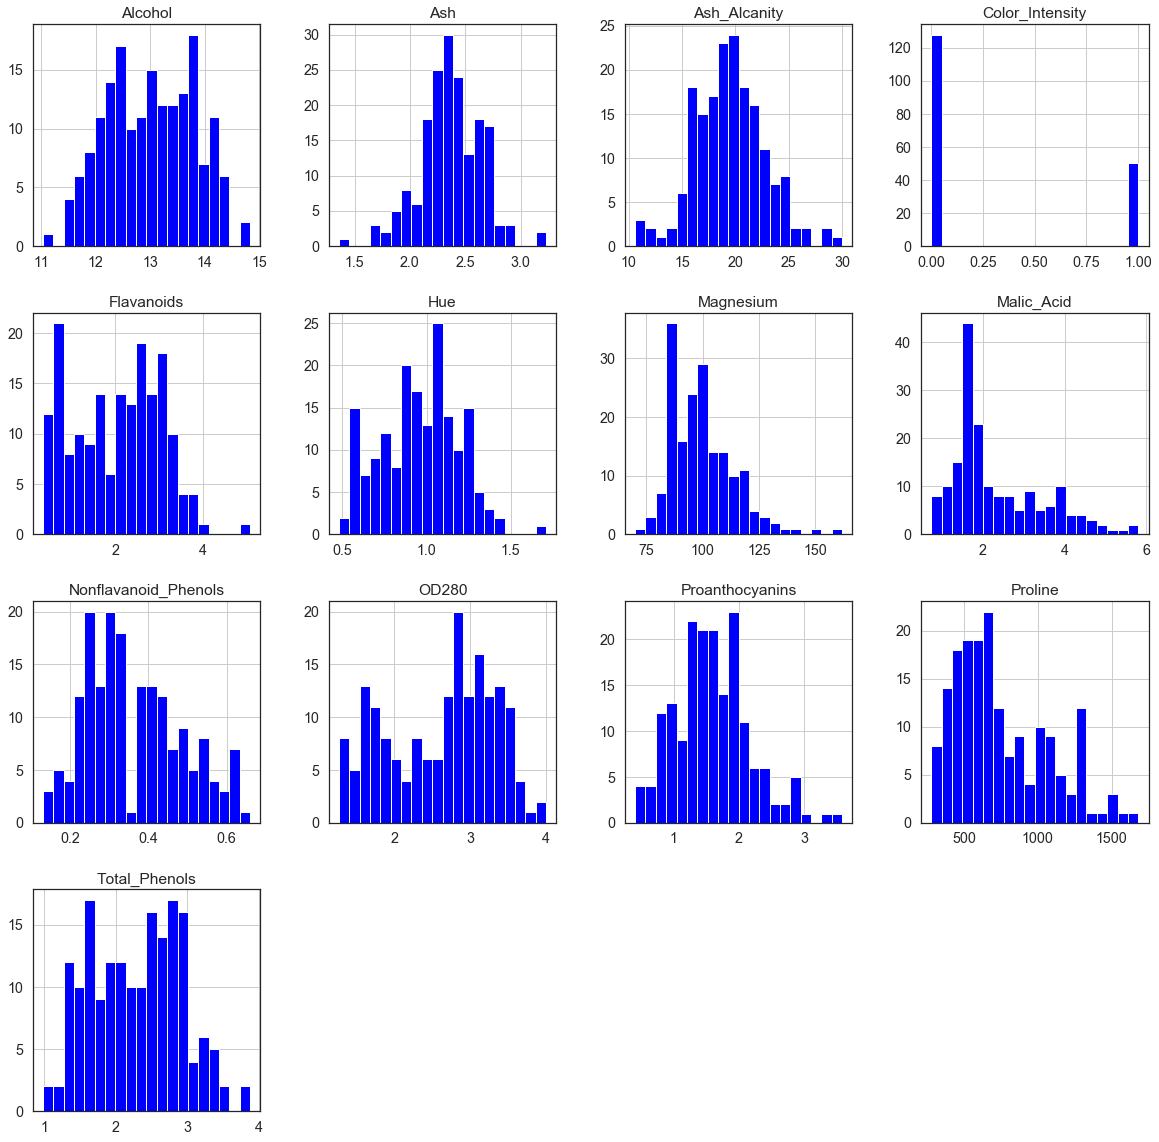 Alcohol
15
10
5
0
11 12 13 14 15
Ash
30
25
20
15
10
5
0
1.5 2.0 2.5 3.0
Ash_Alcanity
25
20
15
10
5
0
10 15 20 25 30
Color_Intensity
120
100
80
60
40
20
0
0.00 0.25 0.50 0.75 1.00
Flavanoids
20
15
10
5
0
2 4
Hue
25
20
15
10
5
0
0.5 1.0 1.5
Magnesium
30
20
10
0
75 100 125 150
Malic_Acid
40
30
20
10
0
2 4 6
Nonflavanoid_Phenols
20
15
10
5
0
0.2 0.4 0.6
OD280
20
15
10
5
0
2 3 4
Proanthocyanins
20
15
10
5
0
1 2 3
Proline
20
15
10
5
0
500 1000 1500
Total_Phenols
15
10
5
0
1 2 3 4